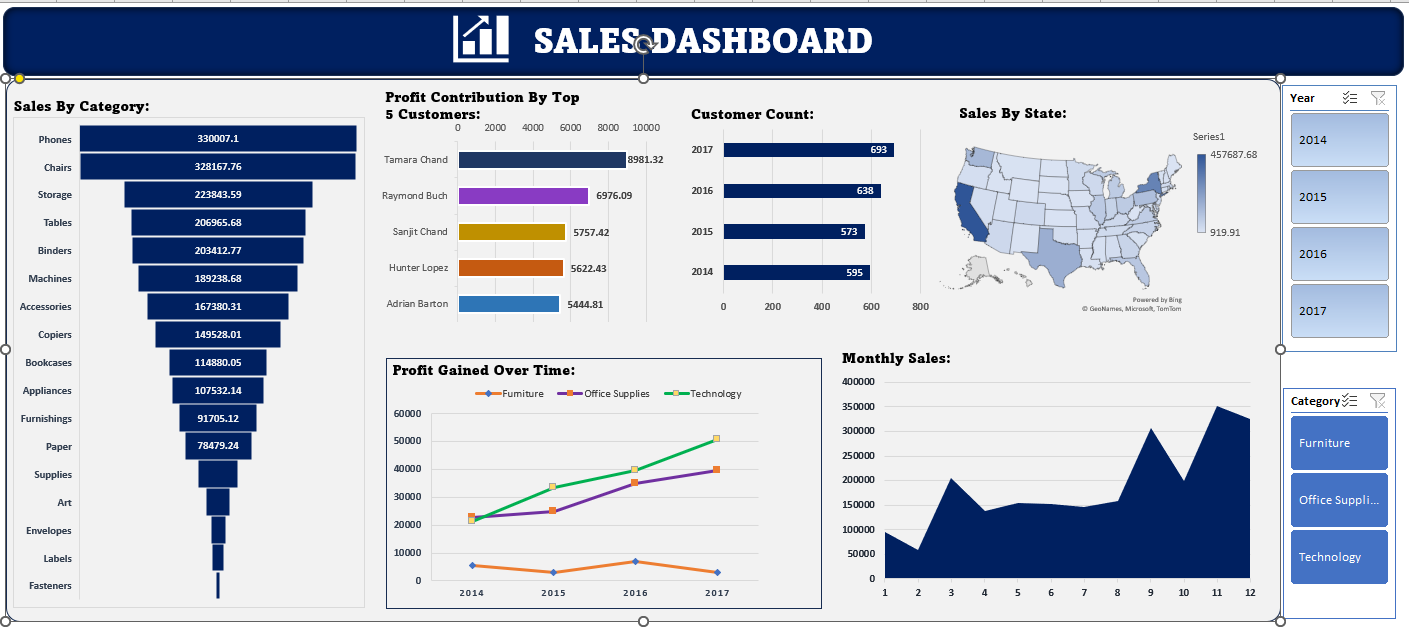 SALES DASHBOARD
Sales By Category:
Phones 330007.1
Chairs 328167.76
Storage 223843.59
Tables 206965.68
Binders 203412.77
Machines 189238.68
Accessories 167380.31
Copiers 149528.01
Bookcases 114880.05
Appliances 107532.14
Furnishings 91705.12
Paper 78479.24
Supplies
Art
Envelopes
Labels
Fasteners
Profit Contribution By Top
5 Customers:
0 2000 4000 6000 8000 10000
Tamara Chand 8981.32
Raymond Buch 6976.09
Sanjit Chand 5757.42
Hunter Lopez 5622.43
Adrian Barton 5444.81
Customer Count:
2017 693
2016 638
2015 573
2014 595
0 200 400 600 800
Sales By State:
Series1
457687.68
919.91
Powered by Bing
© GeoNames, Microsoft, TomTom
Profit Gained Over Time:
Furniture Office Supplies Technology
60000
50000
40000
30000
20000
10000
0
2014 2015 2016 2017
Monthly Sales:
400000
350000
300000
250000
200000
150000
100000
50000
0
1 2 3 4 5 6 7 8 9 10 11 12
Year
2014
2015
2016
2017
Category
Furniture
Office Suppli...
Technology